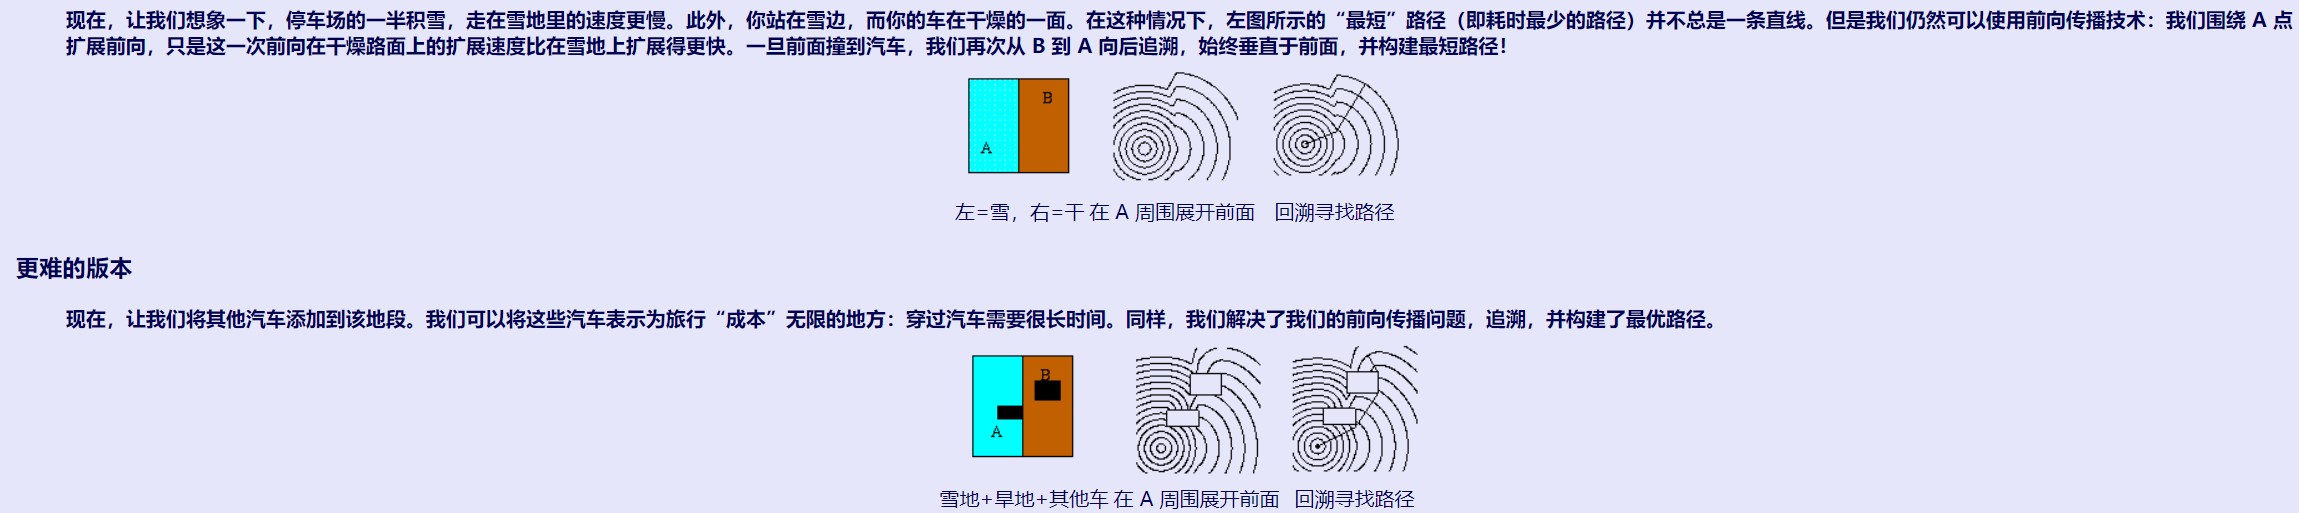 现在，让我们想象一下，停车场的一半积雪，走在雪地里的速度更慢。此外，你站在雪边，而你的车在干燥的一面。在这种情况下，左图所示的“最短”路径（即耗时最少的路径）并不总是一条直线。但是我们仍然可以使用前向传播技术：我们围绕 A 点
扩展前向，只是这一次前向在干燥路面上的扩展速度比在雪地上扩展得更快。一旦前面撞到汽车，我们再次从 B 到 A 向后追溯，始终垂直于前面，并构建最短路径！
B
A
左=雪，右=干 在 A 周围展开前面 回溯寻找路径
更难的版本
现在，让我们将其他汽车添加到该地段。我们可以将这些汽车表示为旅行“成本”无限的地方：穿过汽车需要很长时间。同样，我们解决了我们的前向传播问题，追溯，并构建了最优路径。
B
A
雪地+旱地+其他车 在 A 周围展开前面 回溯寻找路径